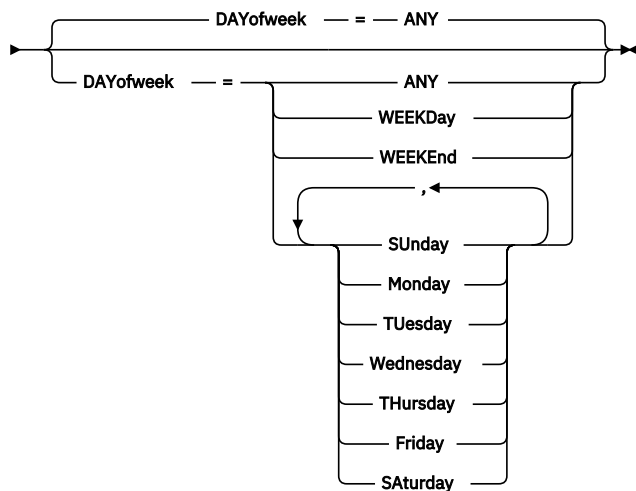 DAYofweek = ANY
DAYofweek = ANY
WEEKDay
WEEKEnd
,
SUnday
Monday
TUesday
Wednesday
THursday
Friday
SAturday